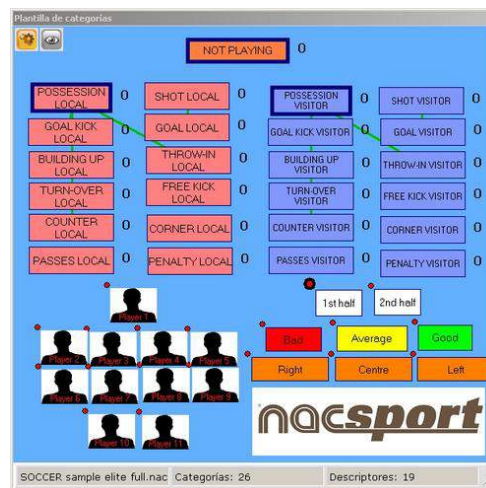 Plantilla de categorías
NOT PLAYING 0
POSSESSION LOCAL 0
SHOT LOCAL 0
POSSESSION VISITOR 0
SHOT VISITOR 0
GOAL KICK LOCAL 0
GOAL LOCAL 0
GOAL KICK VISITOR 0
GOAL VISITOR 0
BUILDING UP LOCAL 0
THROW-IN LOCAL 0
BUILDING UP VISITOR 0
THROW-IN VISITOR 0
TURN-OVER LOCAL 0
FREE KICK LOCAL 0
TURN-OVER VISITOR 0
FREE KICK VISITOR 0
COUNTER LOCAL 0
CORNER LOCAL 0
COUNTER VISITOR 0
CORNER VISITOR 0
PASSES LOCAL 0
PENALTY LOCAL 0
PASSES VISITOR 0
PENALTY VISITOR 0
Player 1
1st half
2nd half
Player 2
Player 3
Player 4
Player 5
Bad
Average
Good
Player 6
Player 7
Player 8
Player 9
Right
Centre
Left
Player 10
Player 11
nacsport
SOCCER sample elite full.nac
Categorías: 26
Descriptores: 19